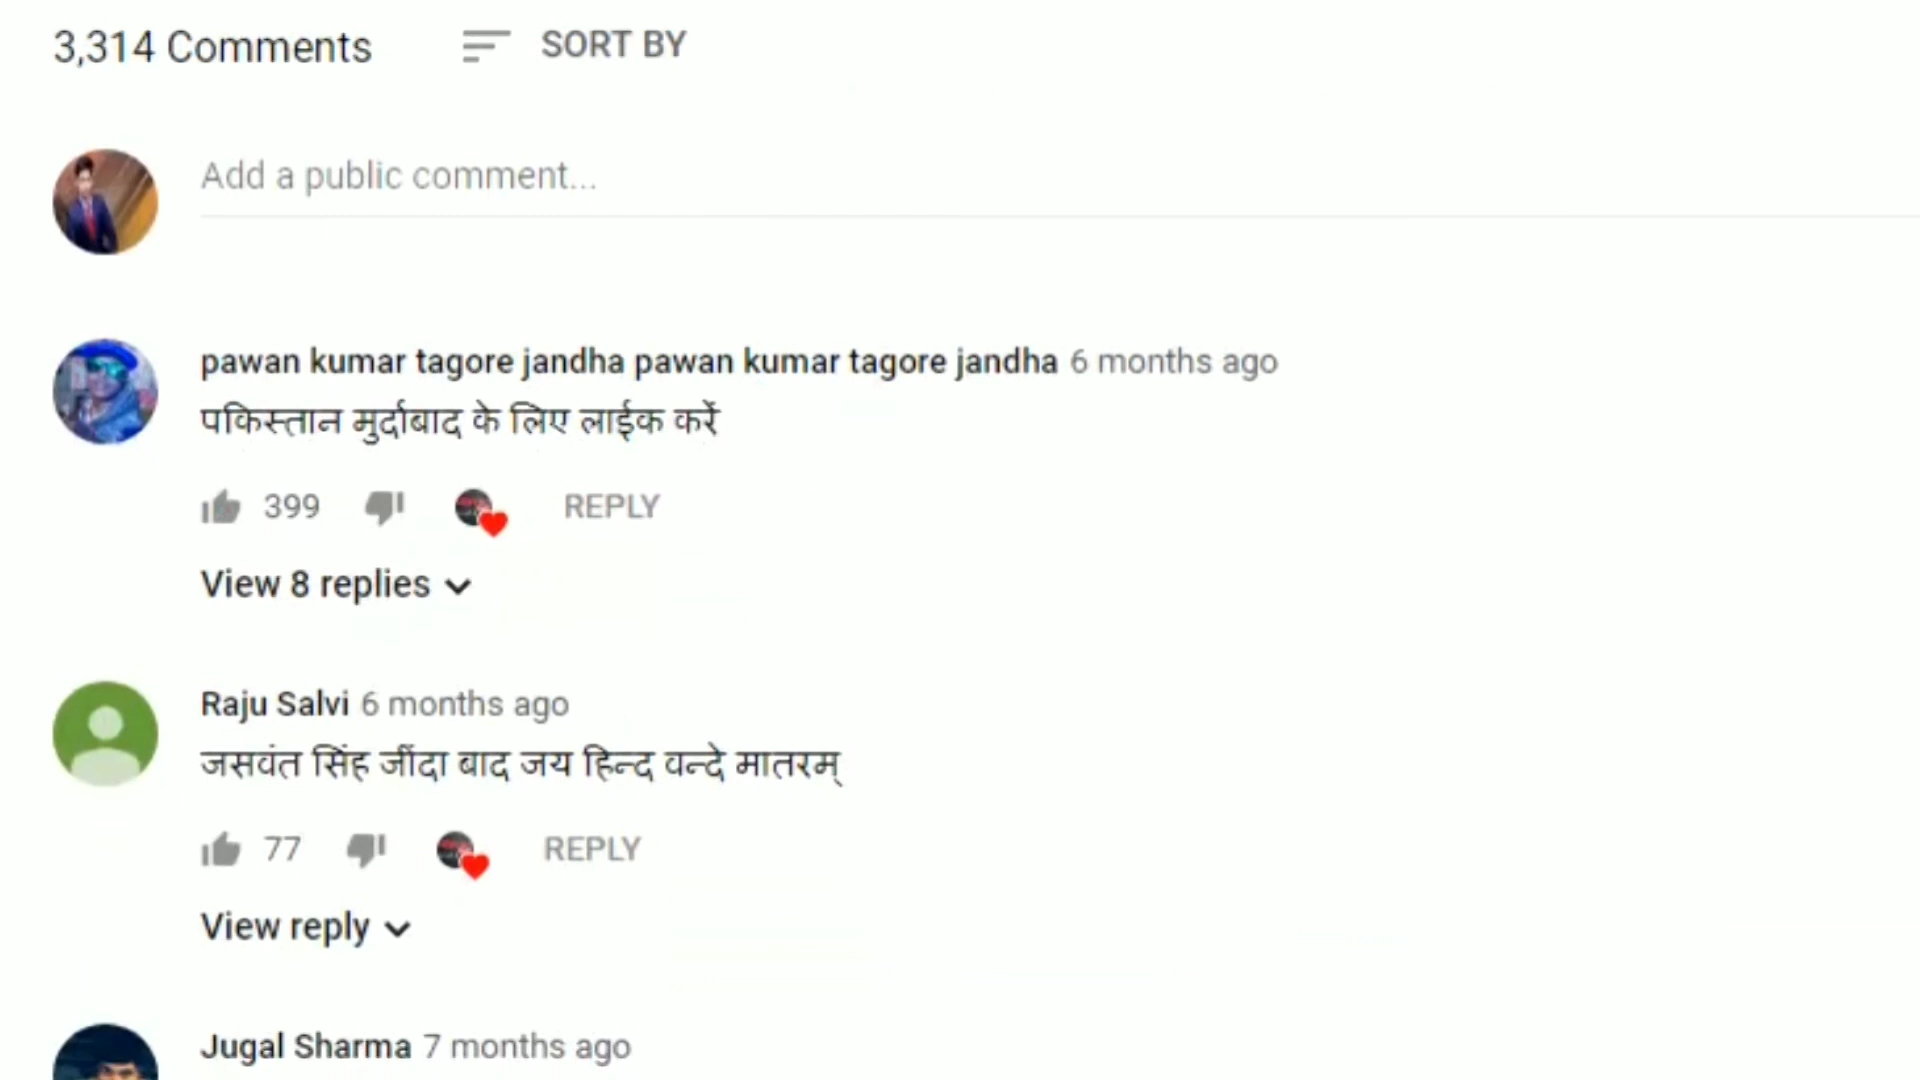 3,314 Comments SORT BY
Add a public comment...
pawan kumar tagore jandha pawan kumar tagore jandha 6 months ago
पकिस्तान मुर्दाबाद के लिए लाईक करें
399 REPLY
View 8 replies
Raju Salvi 6 months ago
जसवंत सिंह जींदा बाद जय हिन्द वन्दे मातरम्
77 REPLY
View reply
Jugal Sharma 7 months ago